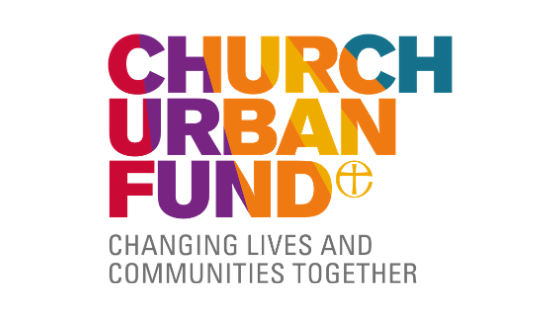 CHURCH
URBAN
FUND
CHANGING LIVES AND
COMMUNITIES TOGETHER